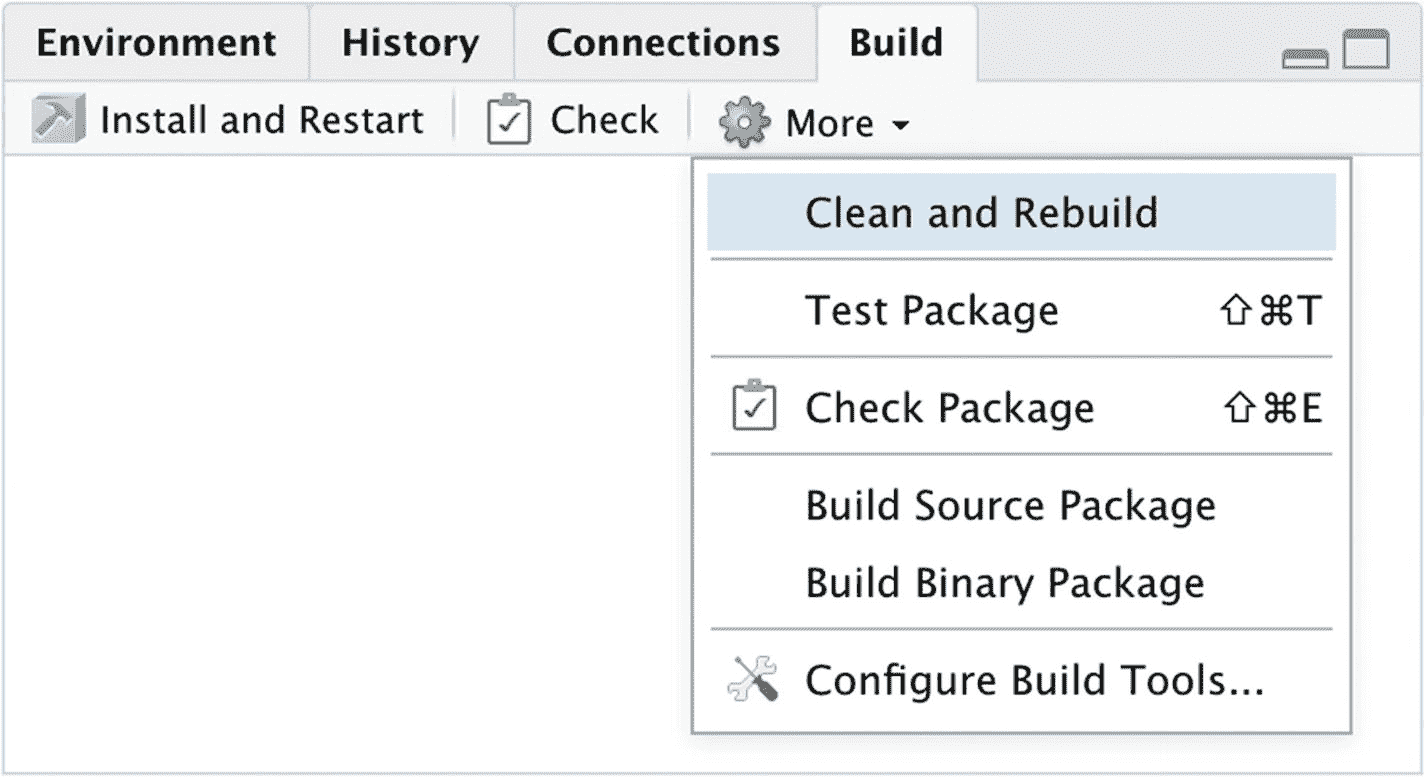 Environment History Connections Build
Install and Restart Check More
Clean and Rebuild
Test Package ⇧⌘T
Check Package ⇧⌘E
Build Source Package
Build Binary Package
Configure Build Tools...